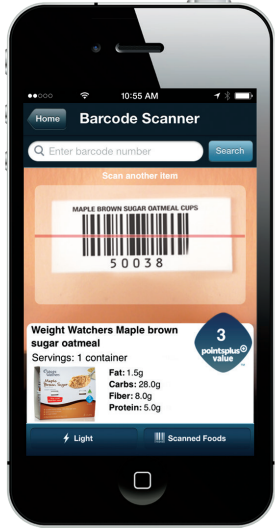 10:55 AM
Home
Barcode Scanner
Enter barcode number
Search
Scan another item
MAPLE BROWN SUGAR OATMEAL CUPS
50038
Weight Watchers Maple brown
sugar oatmeal
Servings: 1 container
3
pointsplus
value
™
Fat: 1.5g
Carbs: 28.0g
Fiber: 8.0g
Protein: 5.0g
Light
Scanned Foods